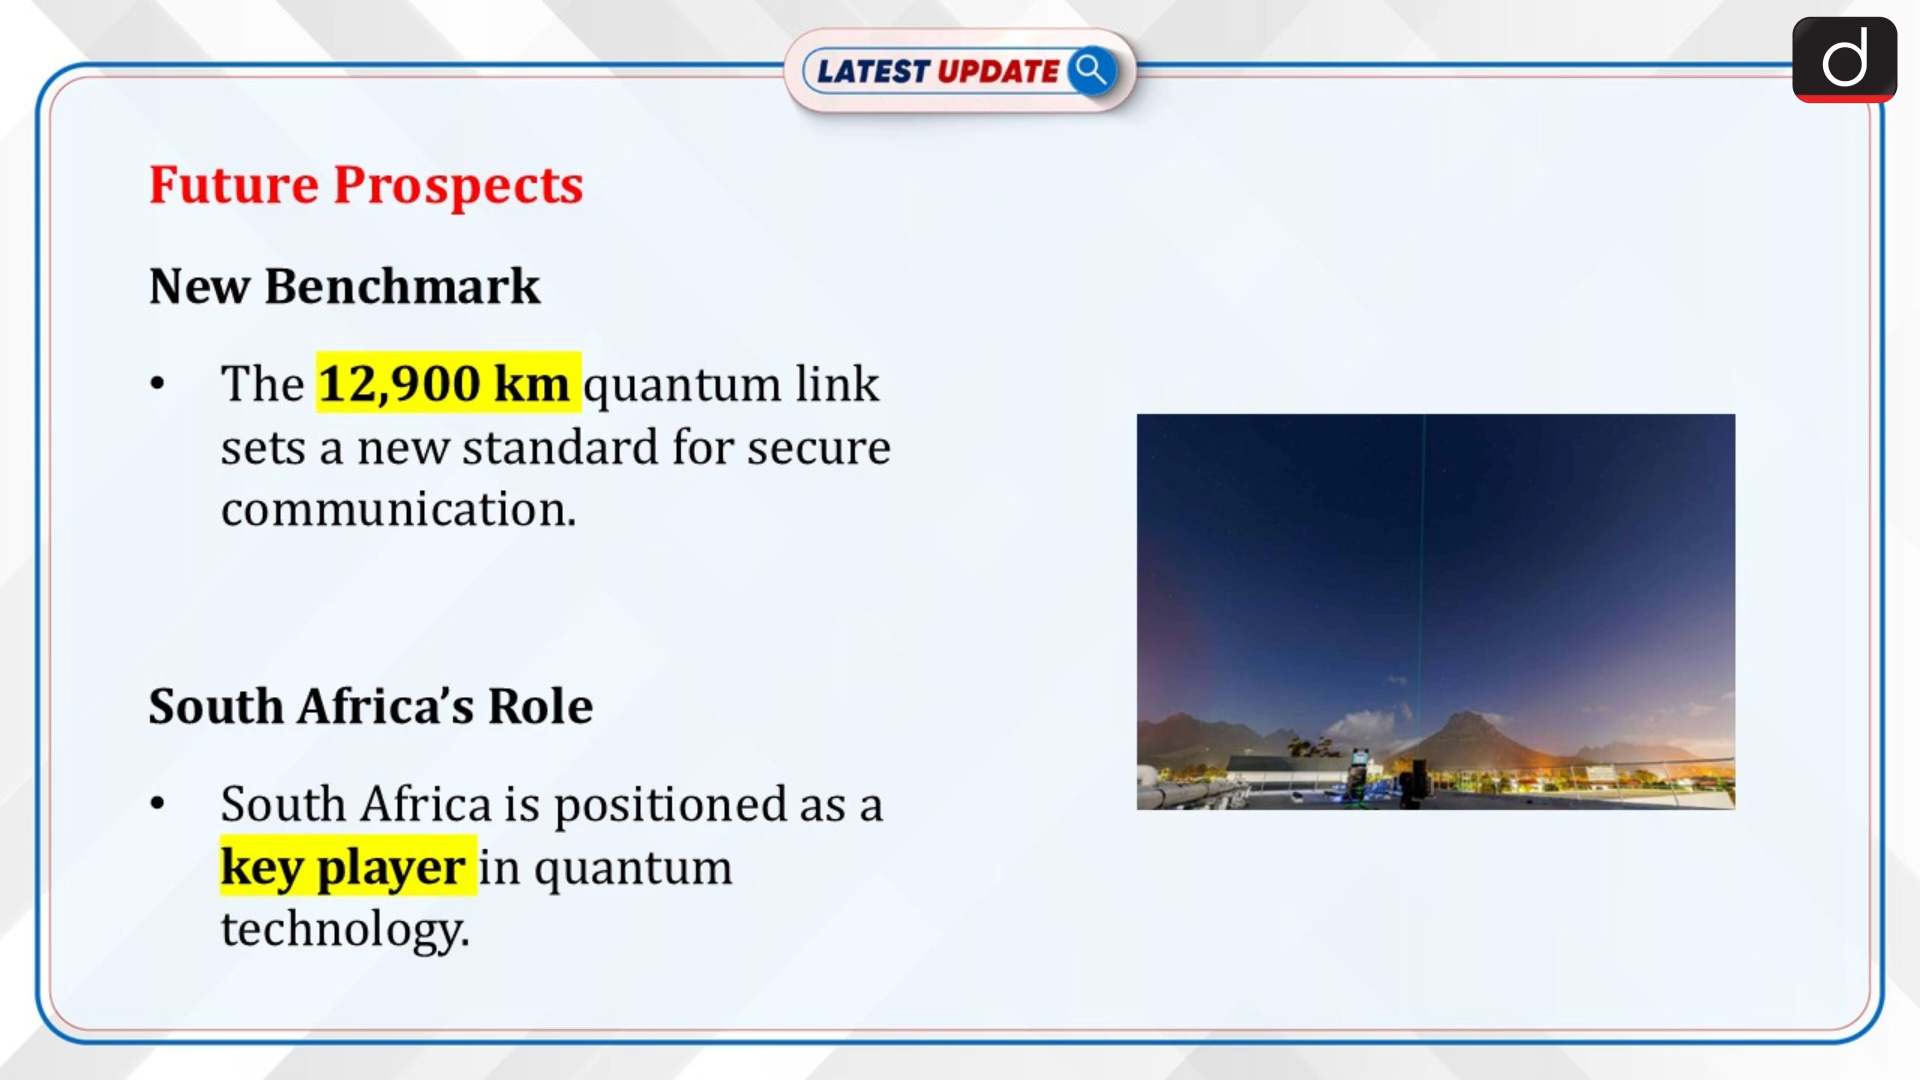 LATEST UPDATE
d
Future Prospects
New Benchmark
• The 12,900 km quantum link
sets a new standard for secure
communication.
South Africa’s Role
• South Africa is positioned as a
key player in quantum
technology.